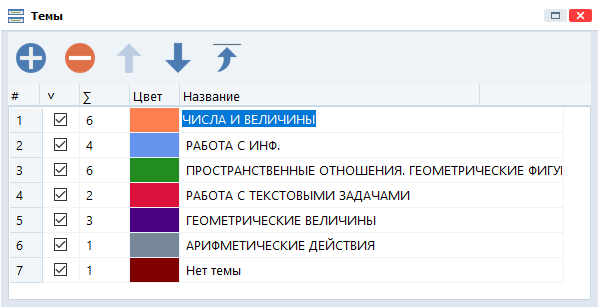 Темы
# v ∑ Цвет Название
1 6 ЧИСЛА И ВЕЛИЧИНЫ
2 4 РАБОТА С ИНФ.
3 6 ПРОСТРАНСТВЕННЫЕ ОТНОШЕНИЯ. ГЕОМЕТРИЧЕСКИЕ ФИГУ
4 2 РАБОТА С ТЕКСТОВЫМИ ЗАДАЧАМИ
5 3 ГЕОМЕТРИЧЕСКИЕ ВЕЛИЧИНЫ
6 1 АРИФМЕТИЧЕСКИЕ ДЕЙСТВИЯ
7 1 Нет темы